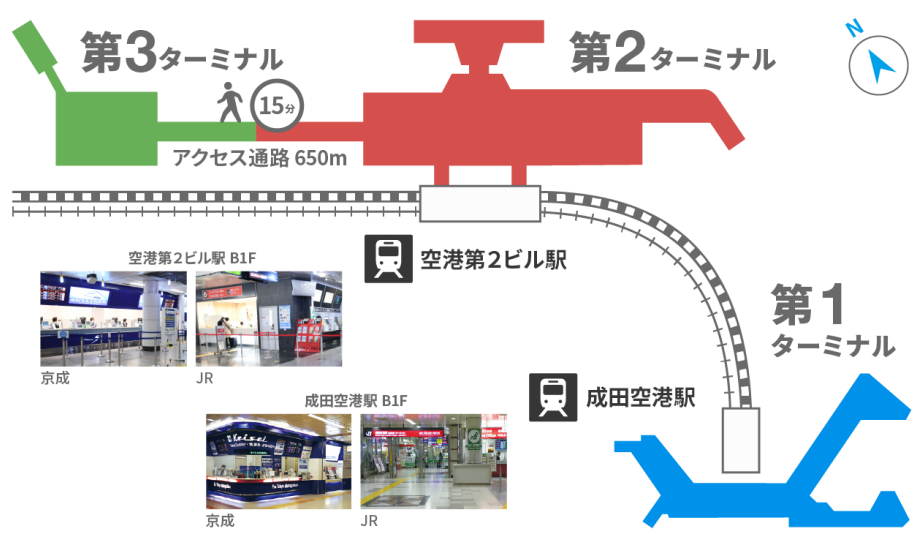 第3ターミナル
第2ターミナル
N
15分
アクセス通路 650m
空港第2ビル駅
空港第2ビル駅 B1F
京成
JR
第1
ターミナル
成田空港駅
成田空港駅 B1F
Keisei
京成
JR